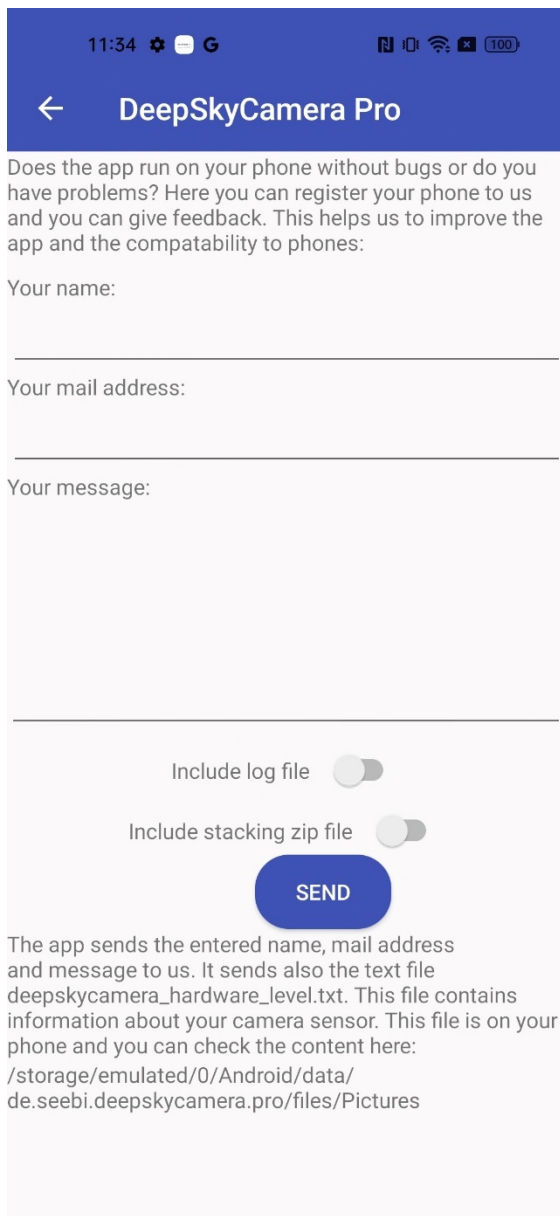 11:34 G 100
DeepSkyCamera Pro
Does the app run on your phone without bugs or do you
have problems? Here you can register your phone to us
and you can give feedback. This helps us to improve the
app and the compatability to phones:
Your name:
Your mail address:
Your message:
Include log file
Include stacking zip file
SEND
The app sends the entered name, mail address
and message to us. It sends also the text file
deepskycamera_hardware_level.txt. This file contains
information about your camera sensor. This file is on your
phone and you can check the content here:
/storage/emulated/0/Android/data/
de.seebi.deepskycamera.pro/files/Pictures